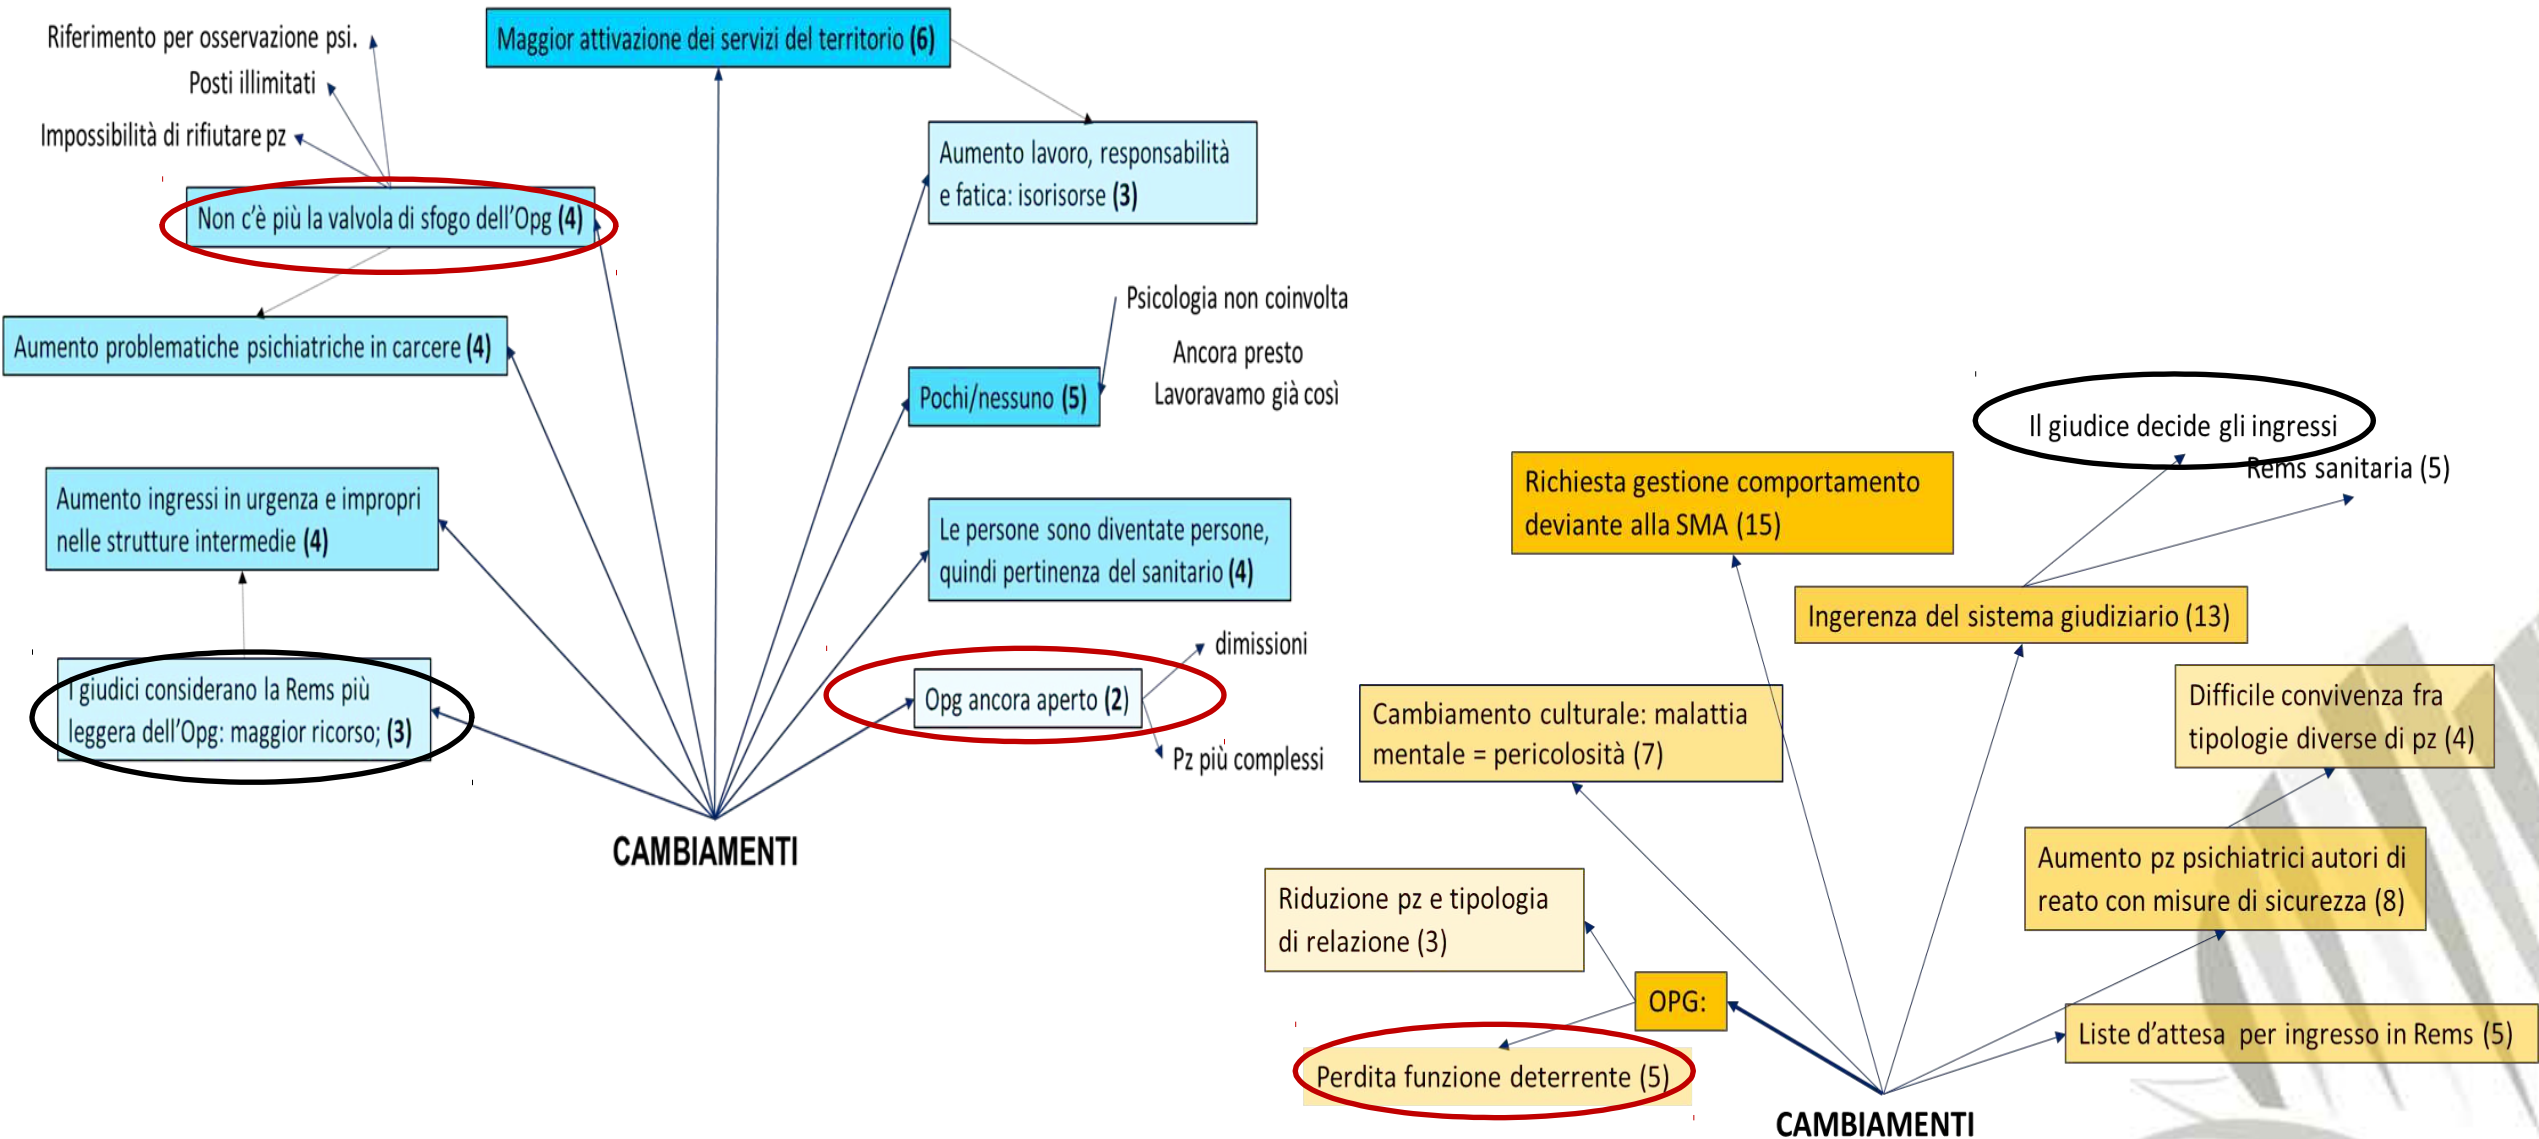 Riferimento per osservazione psi.
Posti illimitati
Impossibilità di rifiutare pz
Maggior attivazione dei servizi del territorio (6)
Aumento lavoro, responsabilità
e fatica: isorisorse (3)
Non c'è più la valvola di sfogo dell'Opg (4)
Aumento problematiche psichiatriche in carcere (4)
Psicologia non coinvolta
Ancora presto
Lavoravamo già così
Pochi/nessuno (5)
Aumento ingressi in urgenza e impropri
nelle strutture intermedie (4)
Le persone sono diventate persone,
quindi pertinenza del sanitario (4)
I giudici considerano la Rems più
leggera dell'Opg: maggior ricorso; (3)
dimissioni
Opg ancora aperto (2)
Pz più complessi
CAMBIAMENTI
Il giudice decide gli ingressi
Rems sanitaria (5)
Richiesta gestione comportamento
deviante alla SMA (15)
Ingerenza del sistema giudiziario (13)
Cambiamento culturale: malattia
mentale = pericolosità (7)
Difficile convivenza fra
tipologie diverse di pz (4)
Aumento pz psichiatrici autori di
reato con misure di sicurezza (8)
Riduzione pz e tipologia
di relazione (3)
OPG:
Liste d'attesa per ingresso in Rems (5)
Perdita funzione deterrente (5)
CAMBIAMENTI